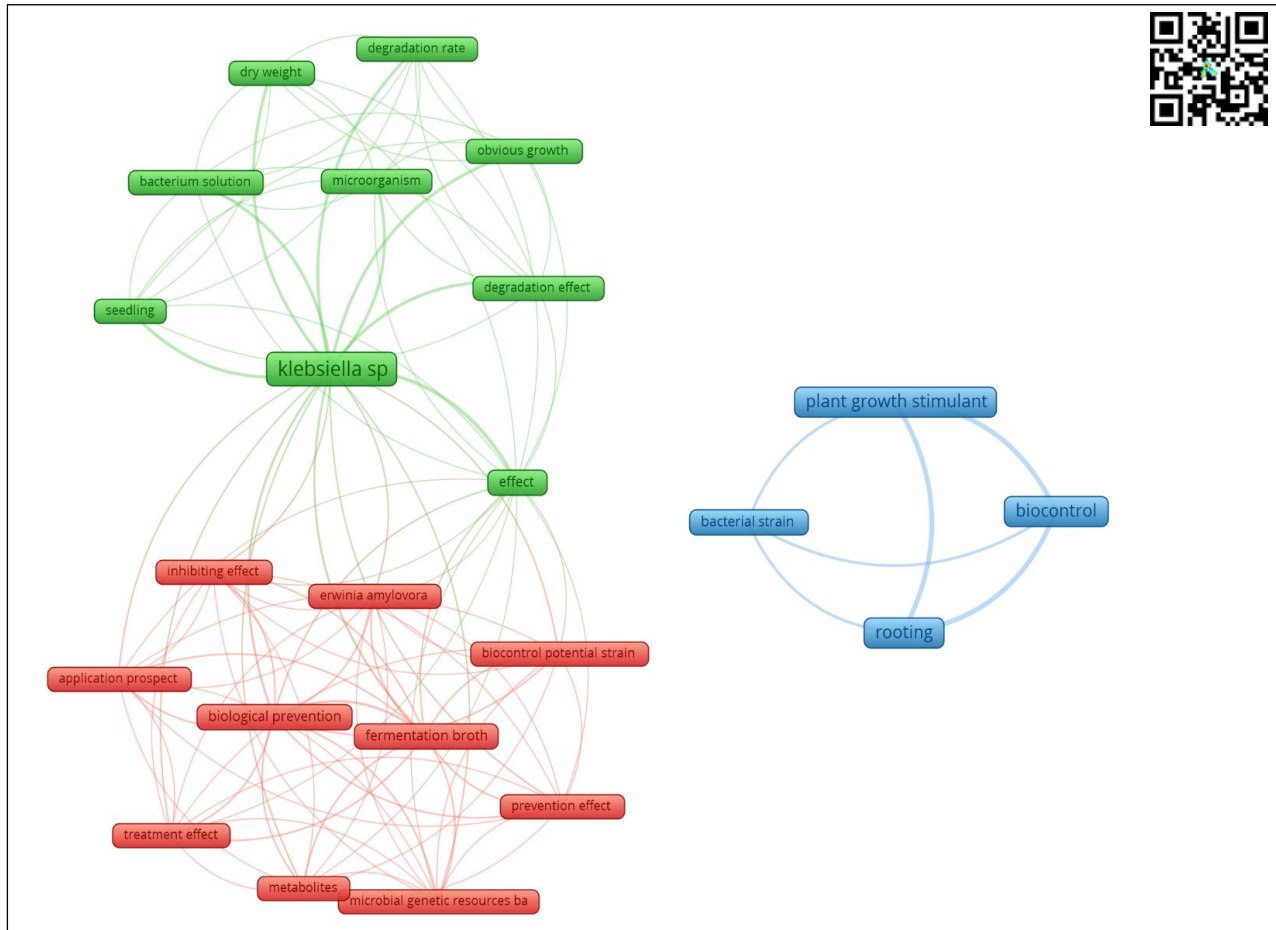 degradation rate
dry weight
obvious growth
bacterium solution
microorganism
degradation effect
seedling
klebsiella sp
effect
inhibiting effect
erwinia amylovora
biocontrol potential strain
application prospect
biological prevention
fermentation broth
prevention effect
treatment effect
metabolites
microbial genetic resources ba
plant growth stimulant
bacterial strain
biocontrol
rooting